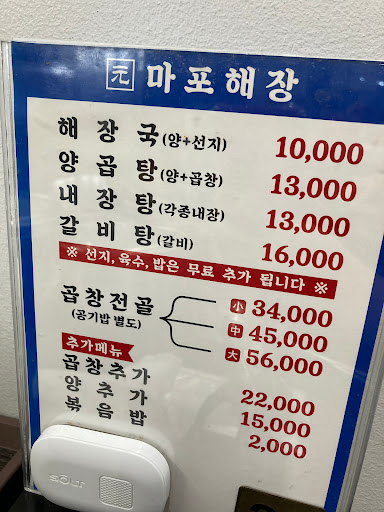 元 마포해장
해장국(양+선지) 10,000
양곱탕(양+곱창) 13,000
내장탕(각종내장) 13,000
갈비탕(갈비) 16,000
※ 선지, 육수, 밥은 무료 추가 됩니다 ※
곱창전골 小 34,000
(공기밥 별도) 中 45,000
大 56,000
추가메뉴
곱창추가 22,000
양추가 15,000
볶음밥 2,000